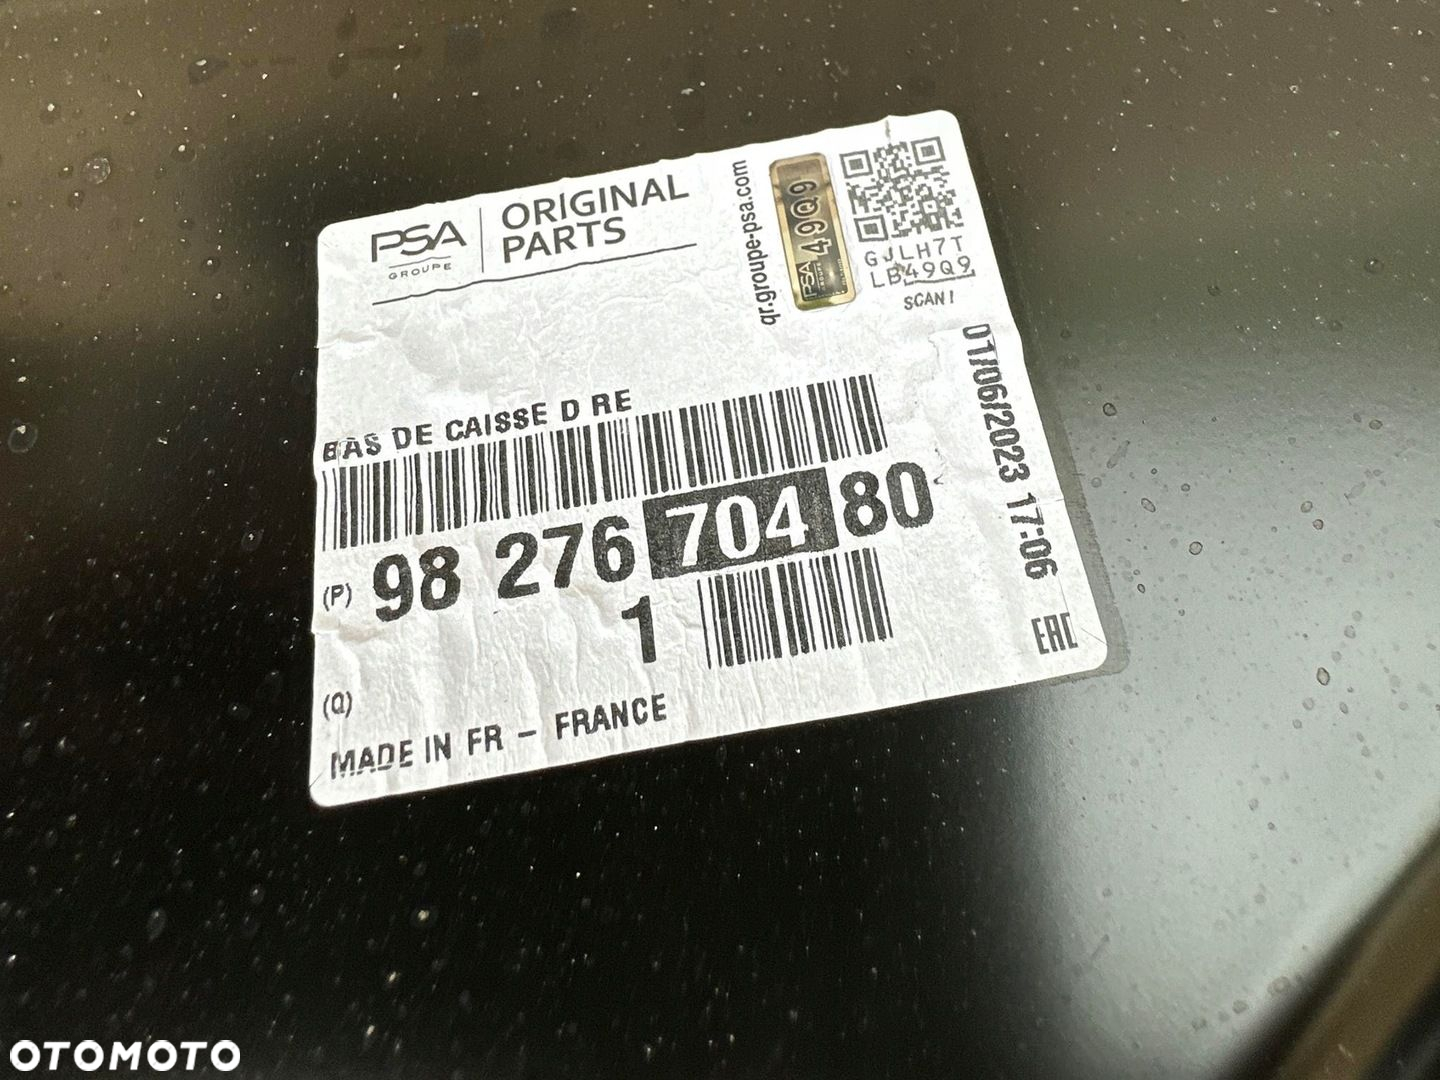 PSA
GROUPE
ORIGINAL
PARTS
qr.groupe-psa.com
PSA
GROUPE
49Q9
GJLH7T
LB49Q9
SCAN!
01/06/2023 17:06
BAS DE CAISSE D RE
(P) 98 276 704 80
1
(Q)
MADE IN FR - FRANCE
EAC
OTOMOTO